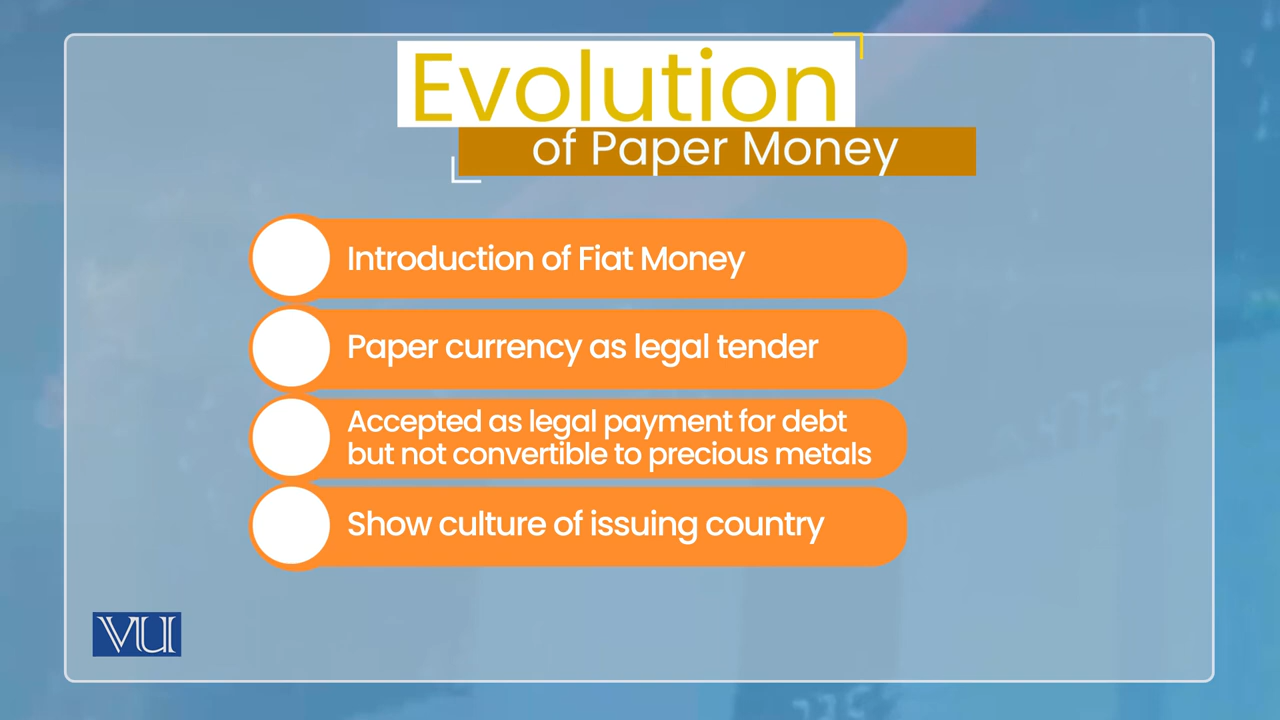 Evolution
of Paper Money
Introduction of Fiat Money
Paper currency as legal tender
Accepted as legal payment for debt
but not convertible to precious metals
Show culture of issuing country
VU